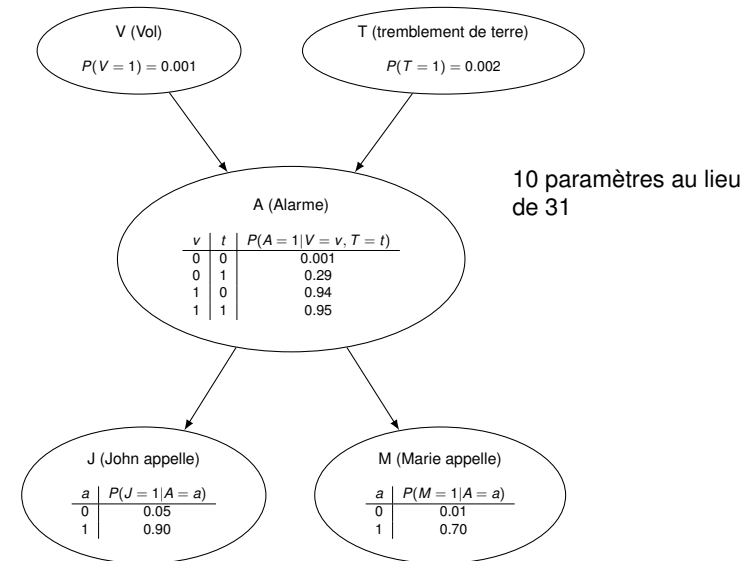 V (Vol)
P(V = 1) = 0.001
T (tremblement de terre)
P(T = 1) = 0.002
10 paramètres au lieu
de 31
A (Alarme)
v t P(A = 1|V = v, T = t)
0 0 0.001
0 1 0.29
1 0 0.94
1 1 0.95
J (John appelle)
a P(J = 1|A = a)
0 0.05
1 0.90
M (Marie appelle)
a P(M = 1|A = a)
0 0.01
1 0.70